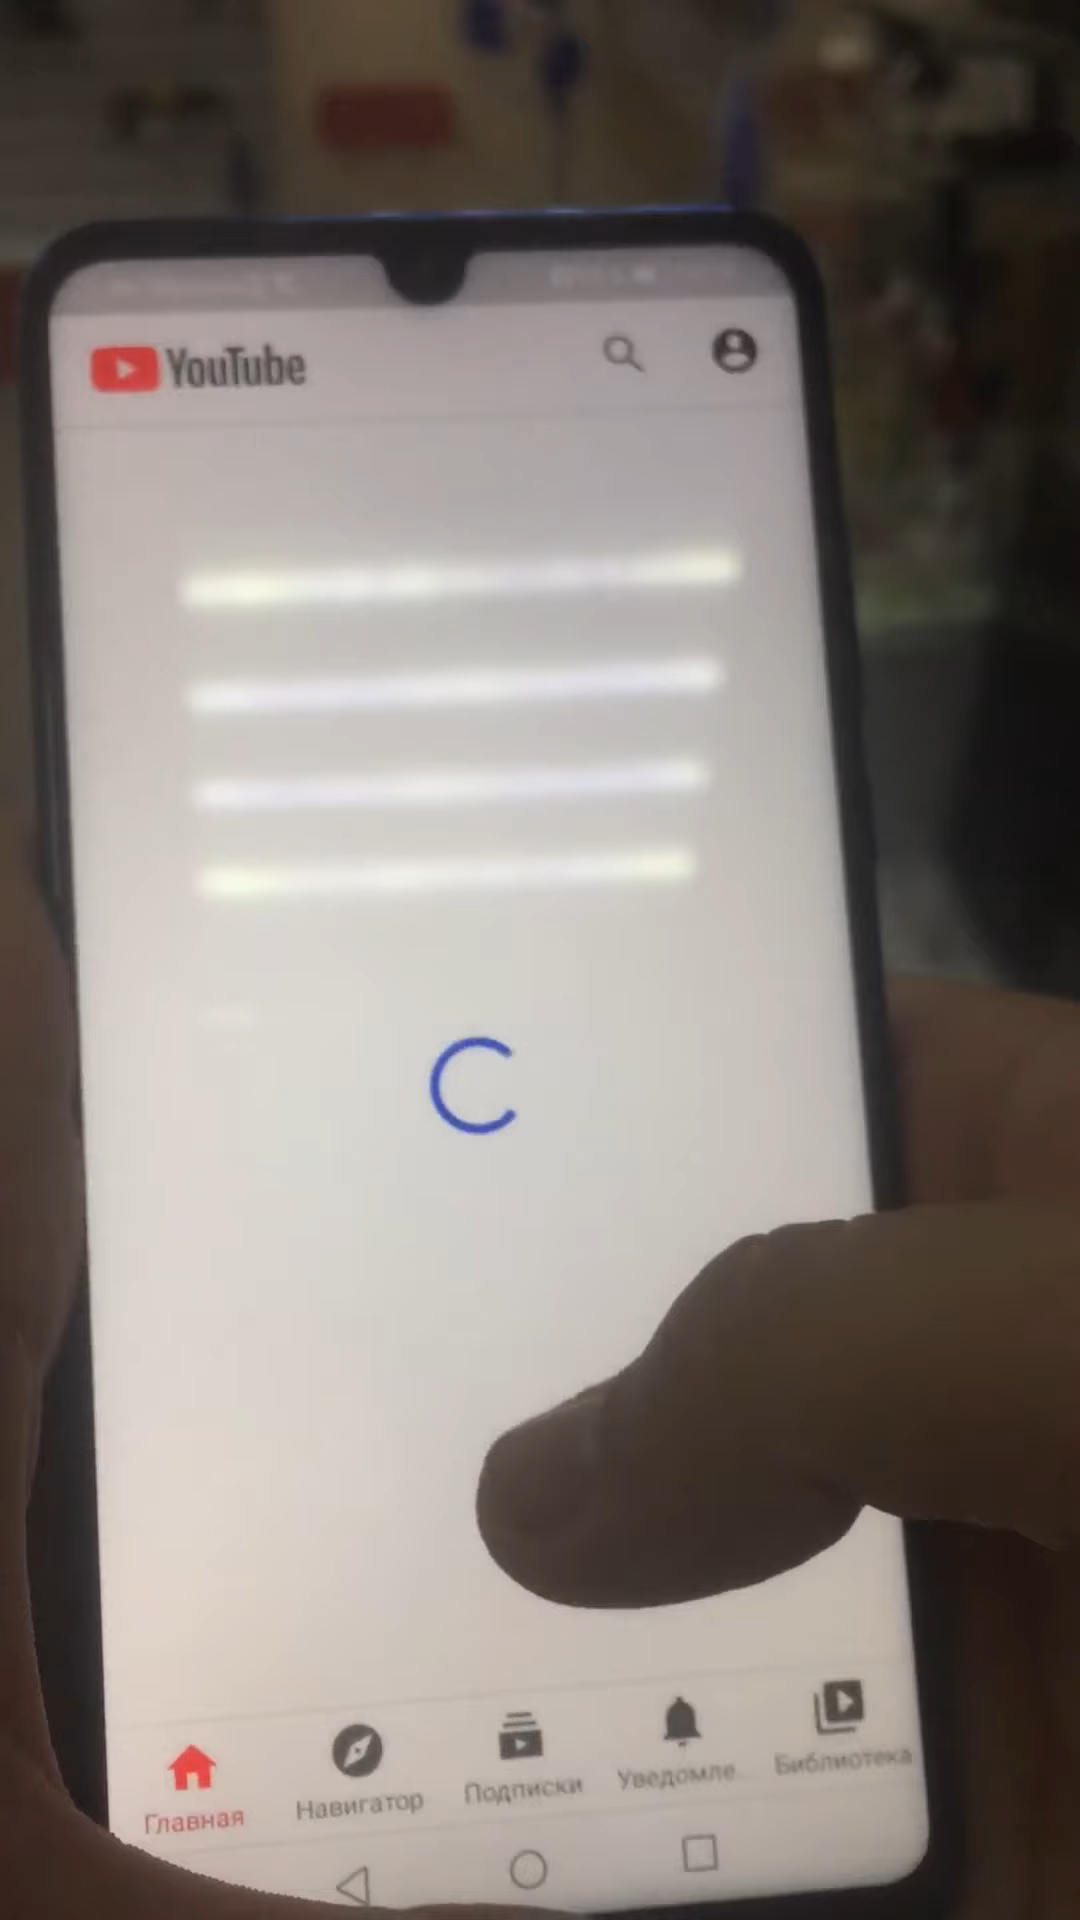 YouTube
Главная
Навигатор
Подписки
Уведомле...
Библиотека